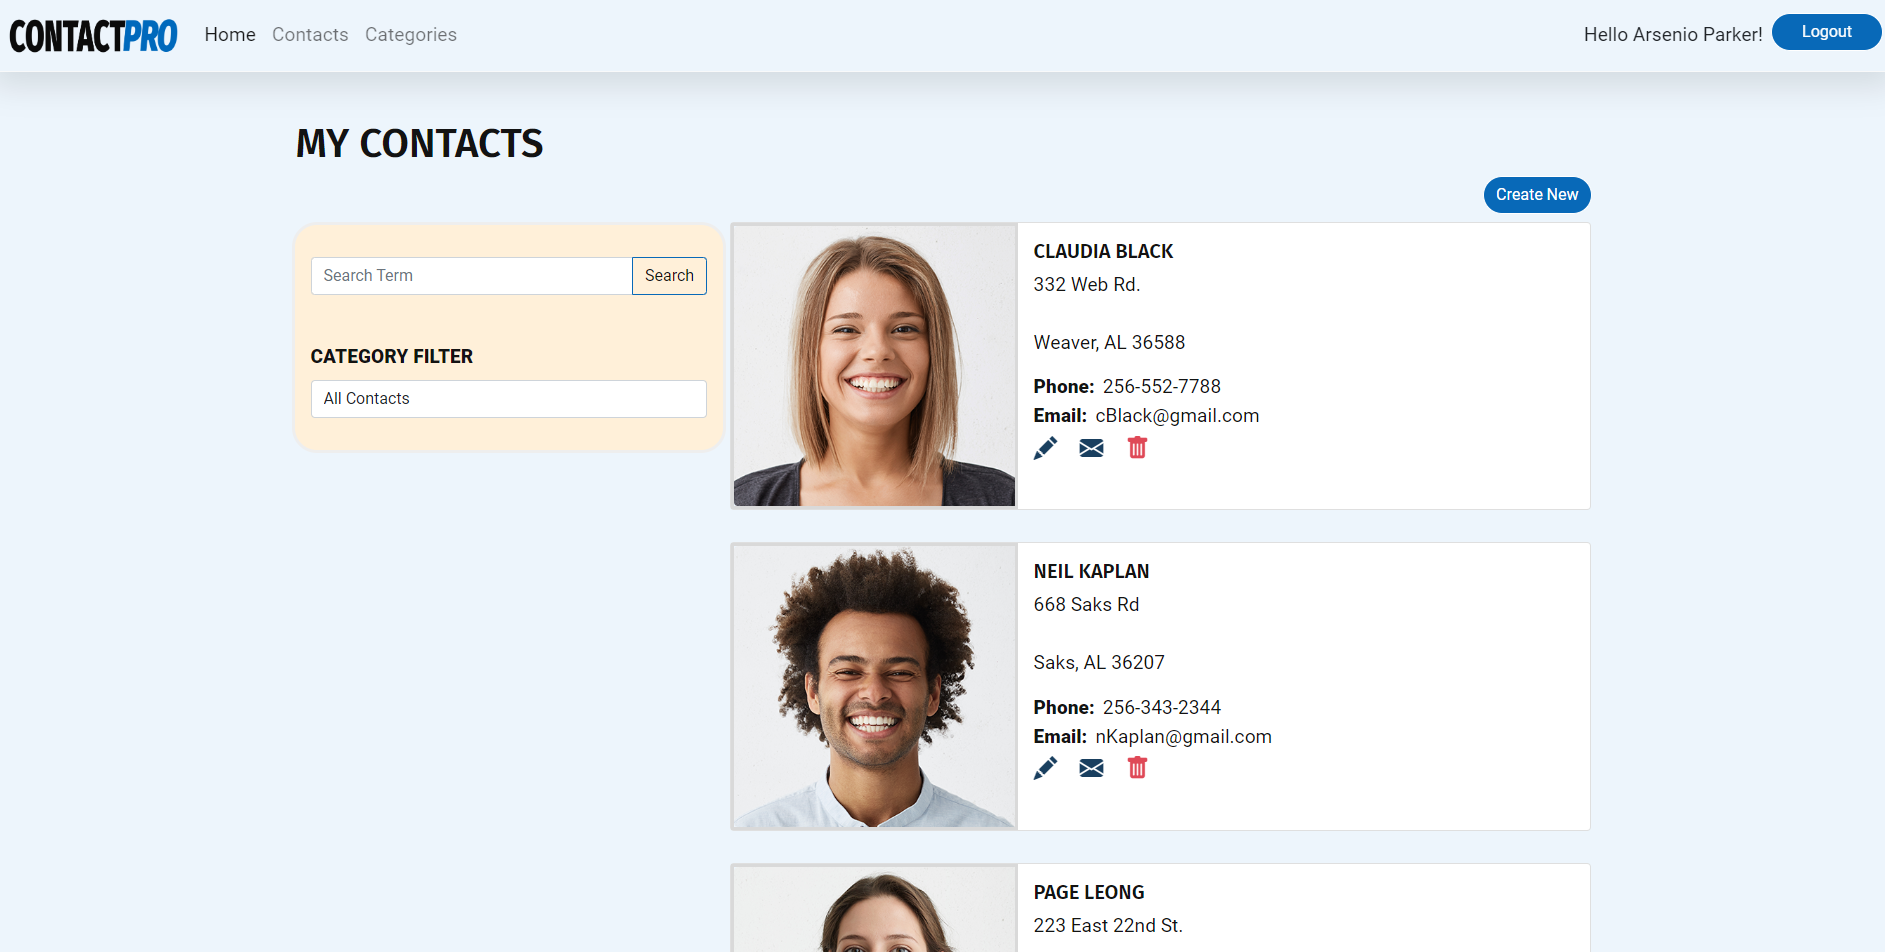 CONTACTPRO Home Contacts Categories Hello Arsenio Parker! Logout
MY CONTACTS
Create New
Search Term Search
CATEGORY FILTER
All Contacts
CLAUDIA BLACK
332 Web Rd.
Weaver, AL 36588
Phone: 256-552-7788
Email: cBlack@gmail.com
NEIL KAPLAN
668 Saks Rd
Saks, AL 36207
Phone: 256-343-2344
Email: nKaplan@gmail.com
PAGE LEONG
223 East 22nd St.